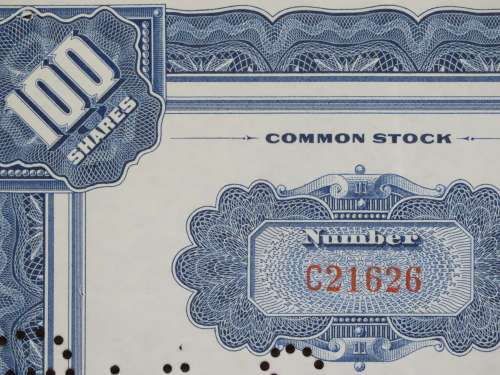 100
SHARES
COMMON STOCK
Number
C21626